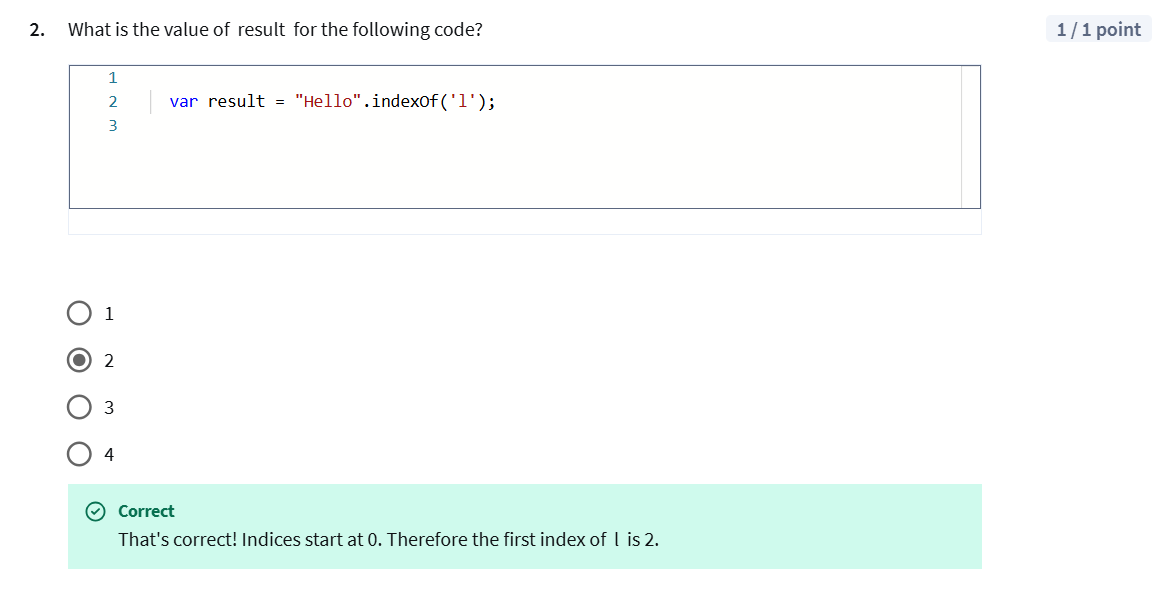 2. What is the value of result for the following code?
1 / 1 point
1
2 var result = "Hello".indexOf('l');
3
1
2
3
4
Correct
That's correct! Indices start at 0. Therefore the first index of l is 2.